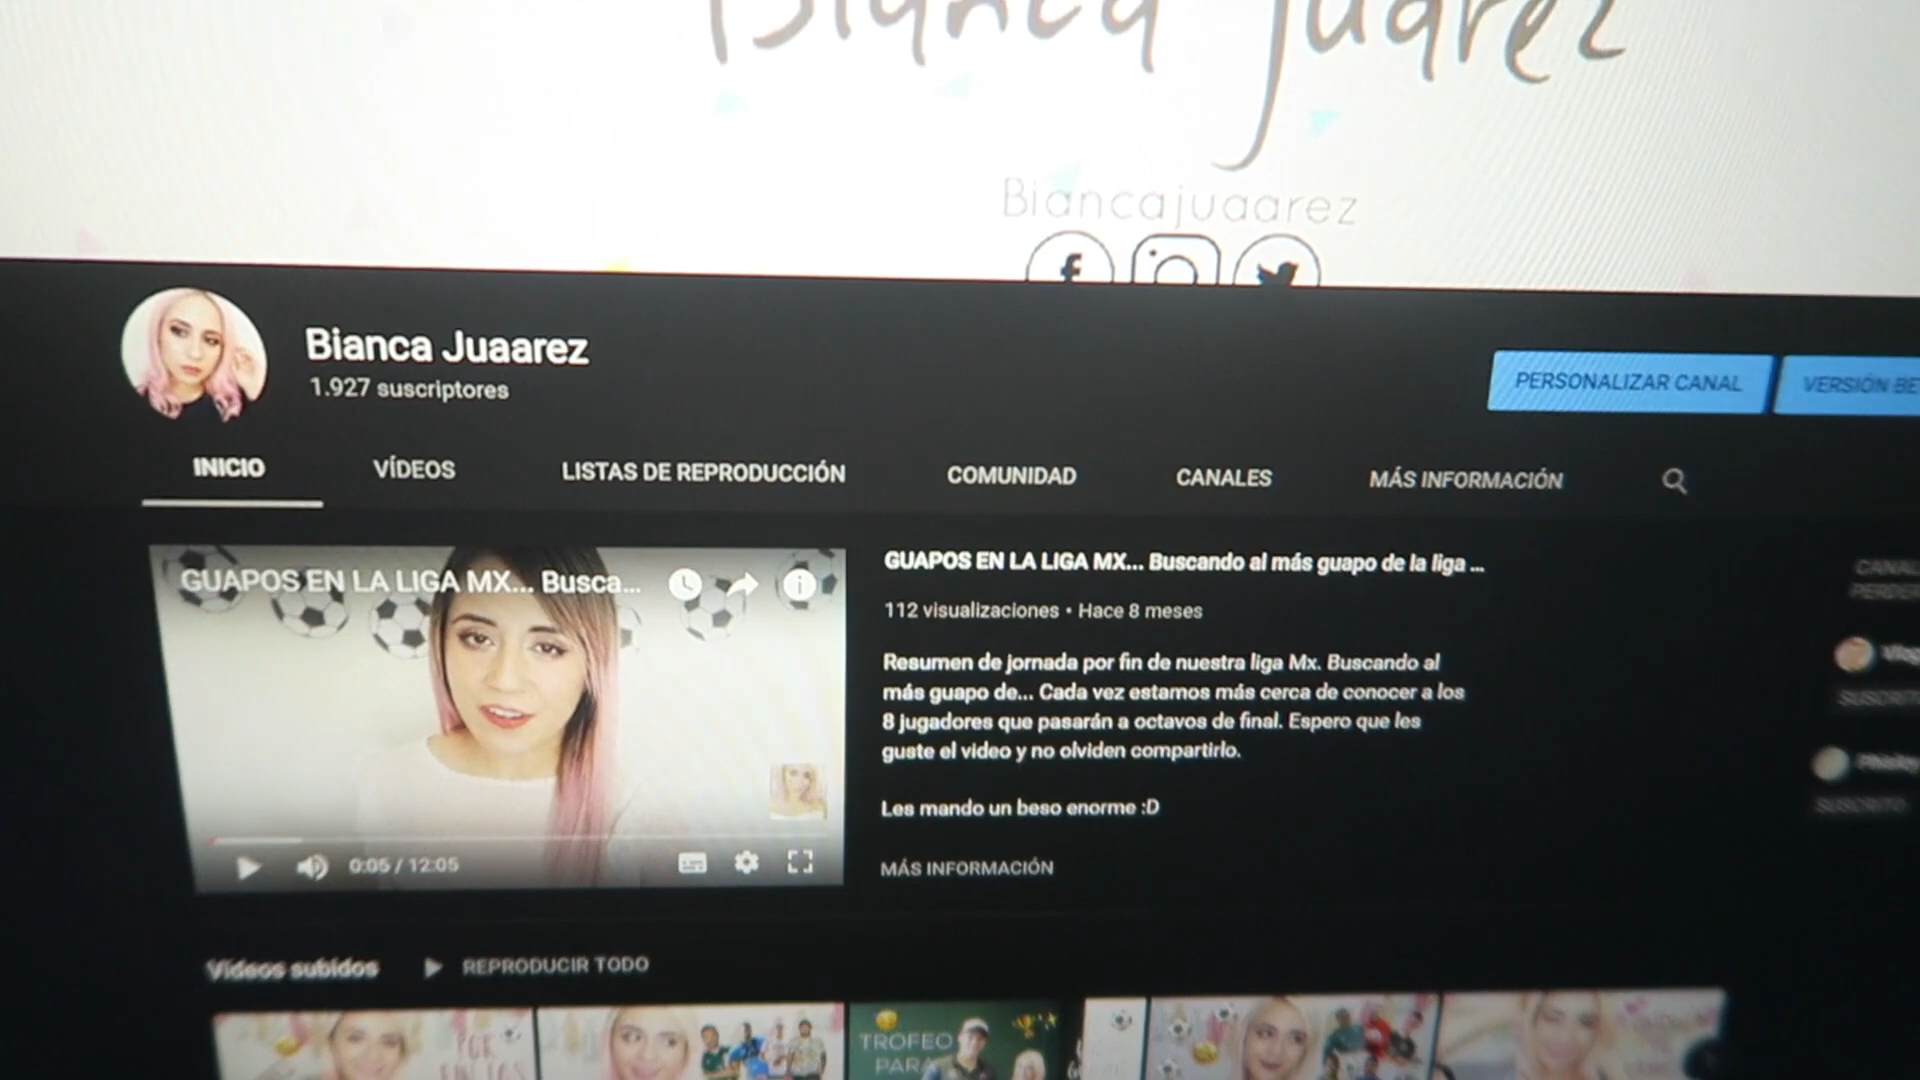 Bianca Juarez
Biancajuaarez
Bianca Juaarez
1.927 suscriptores
PERSONALIZAR CANAL
VERSIÓN
INICIO
VÍDEOS
LISTAS DE REPRODUCCIÓN
COMUNIDAD
CANALES
MÁS INFORMACIÓN
GUAPOS EN LA LIGA MX... Busca...
0:05 / 12:05
GUAPOS EN LA LIGA MX... Buscando al más guapo de la liga ...
112 visualizaciones • Hace 8 meses
Resumen de jornada por fin de nuestra liga Mx. Buscando al
más guapo de... Cada vez estamos más cerca de conocer a los
8 jugadores que pasarán a octavos de final. Espero que les
guste el video y no olviden compartirlo.
Les mando un beso enorme :D
MÁS INFORMACIÓN
SUSCRITO
Vídeos subidos
REPRODUCIR TODO
POR
TROFEO
PARA